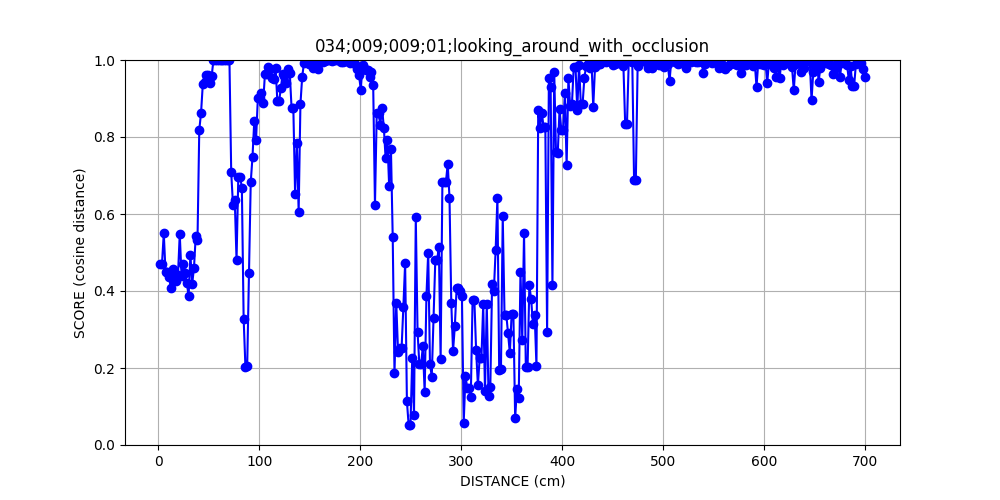 034;009;009;01;looking_around_with_occlusion
1.0
0.8
0.6
0.4
0.2
0.0
SCORE (cosine distance)
0 100 200 300 400 500 600 700
DISTANCE (cm)